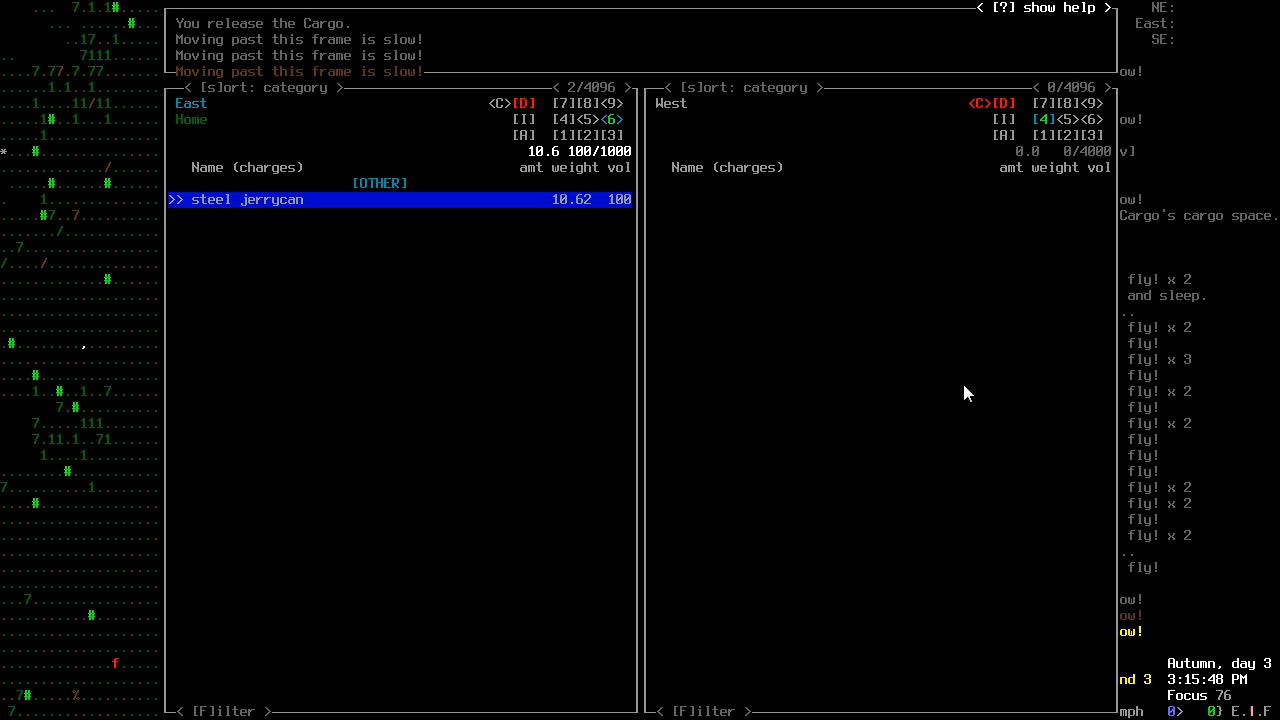 < [?] show help >
NE:
You release the Cargo.
East:
Moving past this frame is slow!
SE:
Moving past this frame is slow!
Moving past this frame is slow!
ow!
< [s]ort: category > < 2/4096 >
< [s]ort: category > < 0/4096 >
East <C>[D] [7][8]<9>
West <C>[D] [7][8]<9>
Home [I] [4]<5><6>
[I] [4]<5><6>
ow!
[A] [1][2][3]
[A] [1][2][3]
10.6 100/1000
0.0 0/4000
v]
Name (charges) amt weight vol
Name (charges) amt weight vol
[OTHER]
>> steel jerrycan 10.62 100
ow!
Cargo's cargo space.
fly! x 2
and sleep.
..
fly! x 2
fly!
fly! x 3
fly!
fly! x 2
fly!
fly! x 2
fly!
fly!
fly!
fly! x 2
fly! x 2
fly!
fly! x 2
..
fly!
ow!
ow!
ow!
Autumn, day 3
nd 3 3:15:48 PM
Focus 76
< [F]ilter >
< [F]ilter >
mph 0> 0} E.I.F